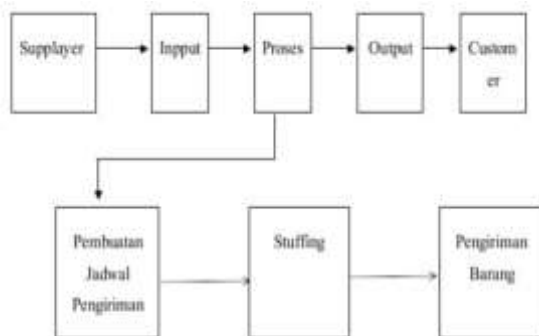 Supplayer
Inpput
Proses
Output
Custom
er
Pembuatan
Jadwal
Pengiriman
Stuffing
Pengiriman
Barang